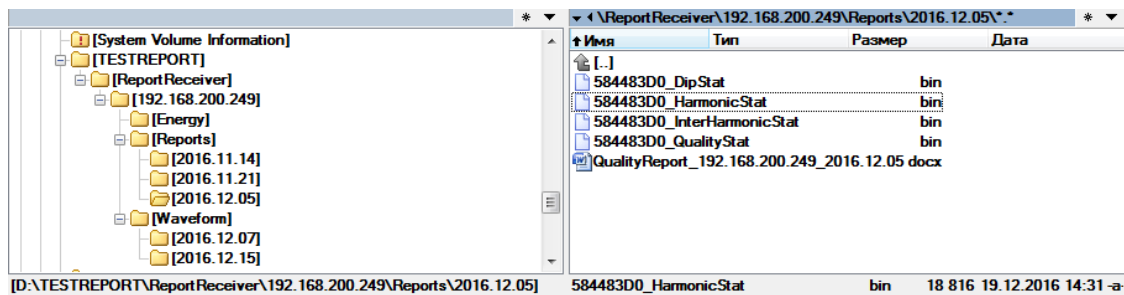 * ▼
\ReportReceiver\192.168.200.249\Reports\2016.12.05\*.*
* ▼
[System Volume Information]
[TESTREPORT]
[ReportReceiver]
[192.168.200.249]
[Energy]
[Reports]
[2016.11.14]
[2016.11.21]
[2016.12.05]
[Waveform]
[2016.12.07]
[2016.12.15]
Имя Тип Размер Дата
[..]
584483D0_DipStat bin
584483D0_HarmonicStat bin
584483D0_InterHarmonicStat bin
584483D0_QualityStat bin
QualityReport_192.168.200.249_2016.12.05 docx
[D:\TESTREPORT\ReportReceiver\192.168.200.249\Reports\2016.12.05]
584483D0_HarmonicStat bin 18 816 19.12.2016 14:31 -a-